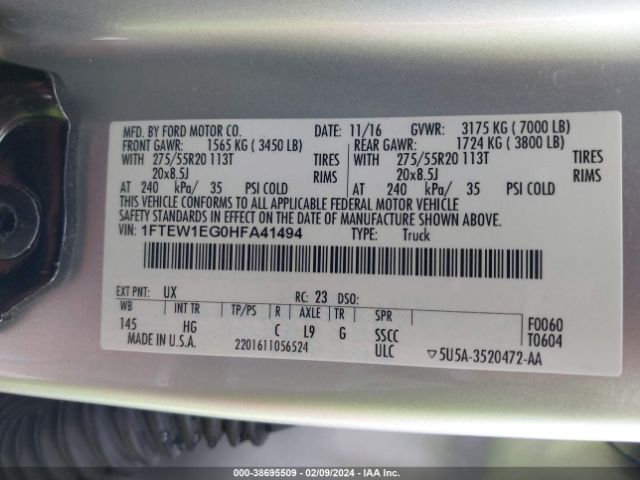 MFD. BY FORD MOTOR CO. DATE: 11/16 GVWR: 3175 KG ( 7000 LB)
FRONT GAWR: 1565 KG ( 3450 LB) REAR GAWR: 1724 KG ( 3800 LB)
WITH 275/55R20 113T TIRES WITH 275/55R20 113T TIRES
20x8.5J RIMS 20x8.5J RIMS
AT 240 kPa/ 35 PSI COLD AT 240 kPa/ 35 PSI COLD
THIS VEHICLE CONFORMS TO ALL APPLICABLE FEDERAL MOTOR VEHICLE
SAFETY STANDARDS IN EFFECT ON THE DATE OF MANUFACTURE SHOWN ABOVE.
VIN: 1FTEW1EG0HFA41494 TYPE: Truck
EXT PNT: UX RC: 23 DSO:
WB INT TR TP/PS R AXLE TR SPR F0060
145 HG C L9 G SSCC T0604
MADE IN U.S.A. 2201611056524 ULC ▽5U5A-3520472-AA
000-38695509 - 02/09/2024 - IAA Inc.